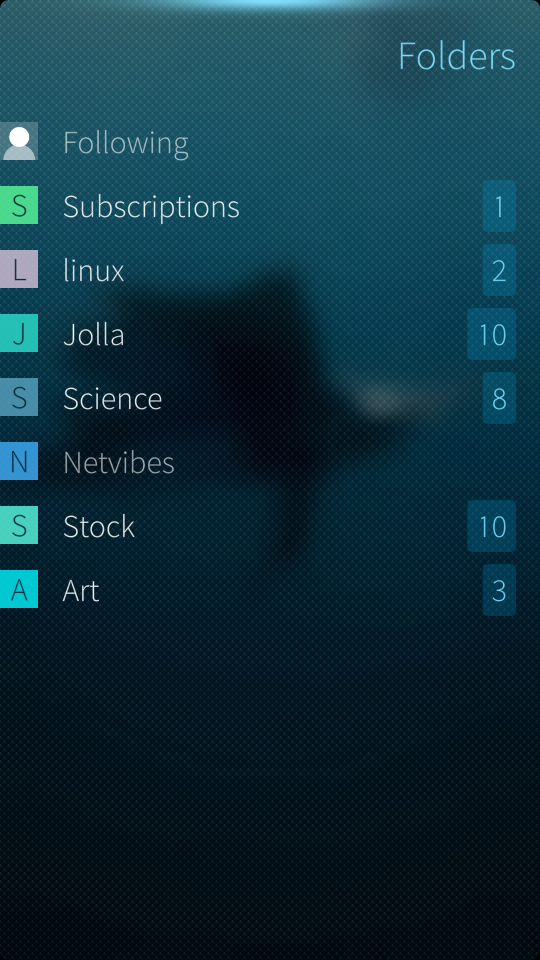 Folders
Following
S Subscriptions 1
L linux 2
J Jolla 10
S Science 8
N Netvibes
S Stock 10
A Art 3